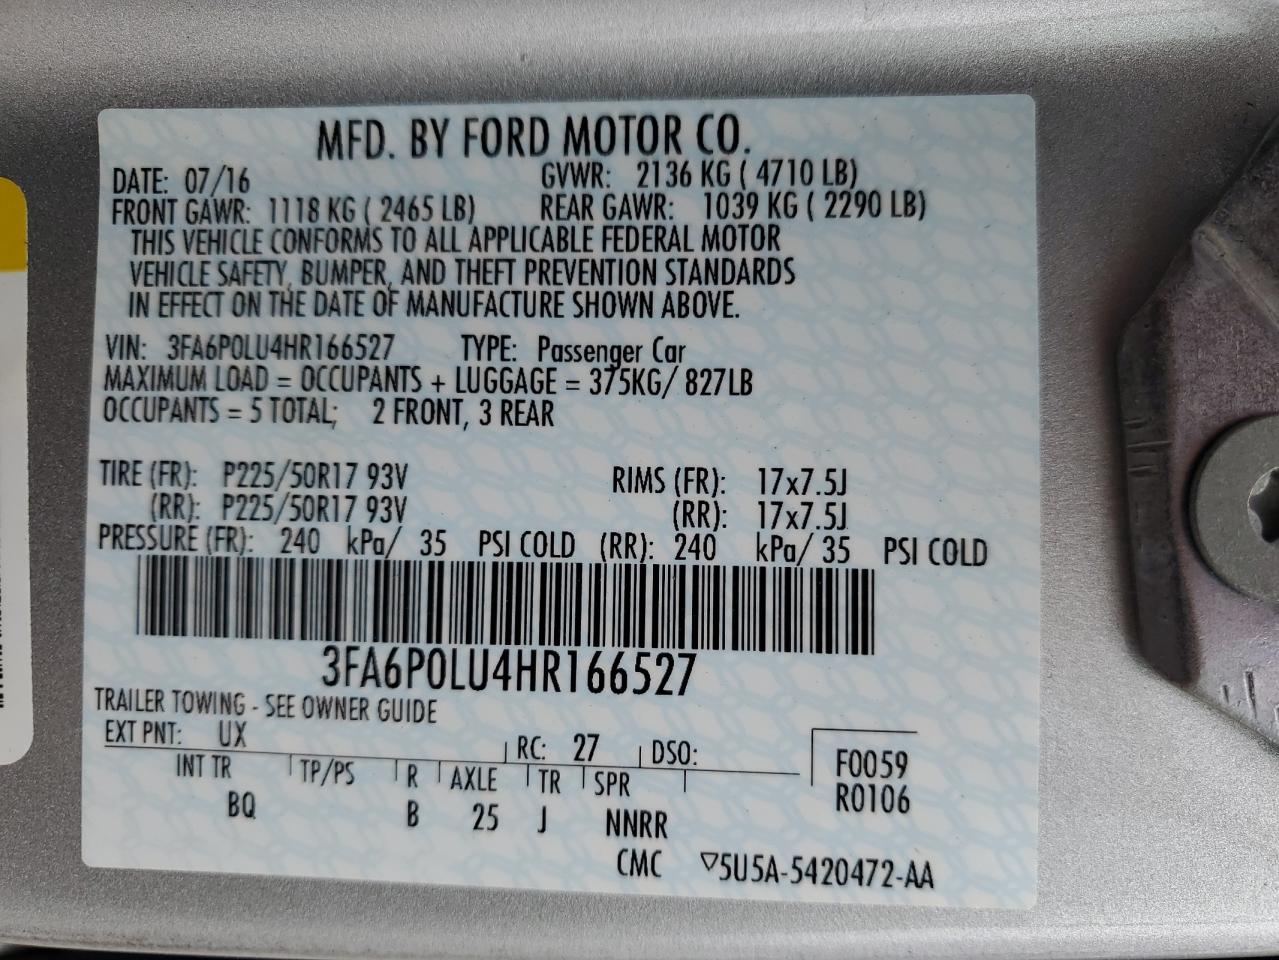 MFD. BY FORD MOTOR CO.
DATE: 07/16 GVWR: 2136 KG ( 4710 LB)
FRONT GAWR: 1118 KG ( 2465 LB) REAR GAWR: 1039 KG ( 2290 LB)
THIS VEHICLE CONFORMS TO ALL APPLICABLE FEDERAL MOTOR
VEHICLE SAFETY, BUMPER, AND THEFT PREVENTION STANDARDS
IN EFFECT ON THE DATE OF MANUFACTURE SHOWN ABOVE.
VIN: 3FA6P0LU4HR166527 TYPE: Passenger Car
MAXIMUM LOAD = OCCUPANTS + LUGGAGE = 375KG/ 827LB
OCCUPANTS = 5 TOTAL; 2 FRONT, 3 REAR
TIRE (FR): P225/50R17 93V RIMS (FR): 17x7.5J
(RR): P225/50R17 93V (RR): 17x7.5J
PRESSURE (FR): 240 kPa/ 35 PSI COLD (RR): 240 kPa/ 35 PSI COLD
3FA6P0LU4HR166527
TRAILER TOWING - SEE OWNER GUIDE
EXT PNT: UX RC: 27 DSO: F0059
INT TR TP/PS R AXLE TR SPR R0106
BQ B 25 J NNRR
CMC ▽5U5A-5420472-AA